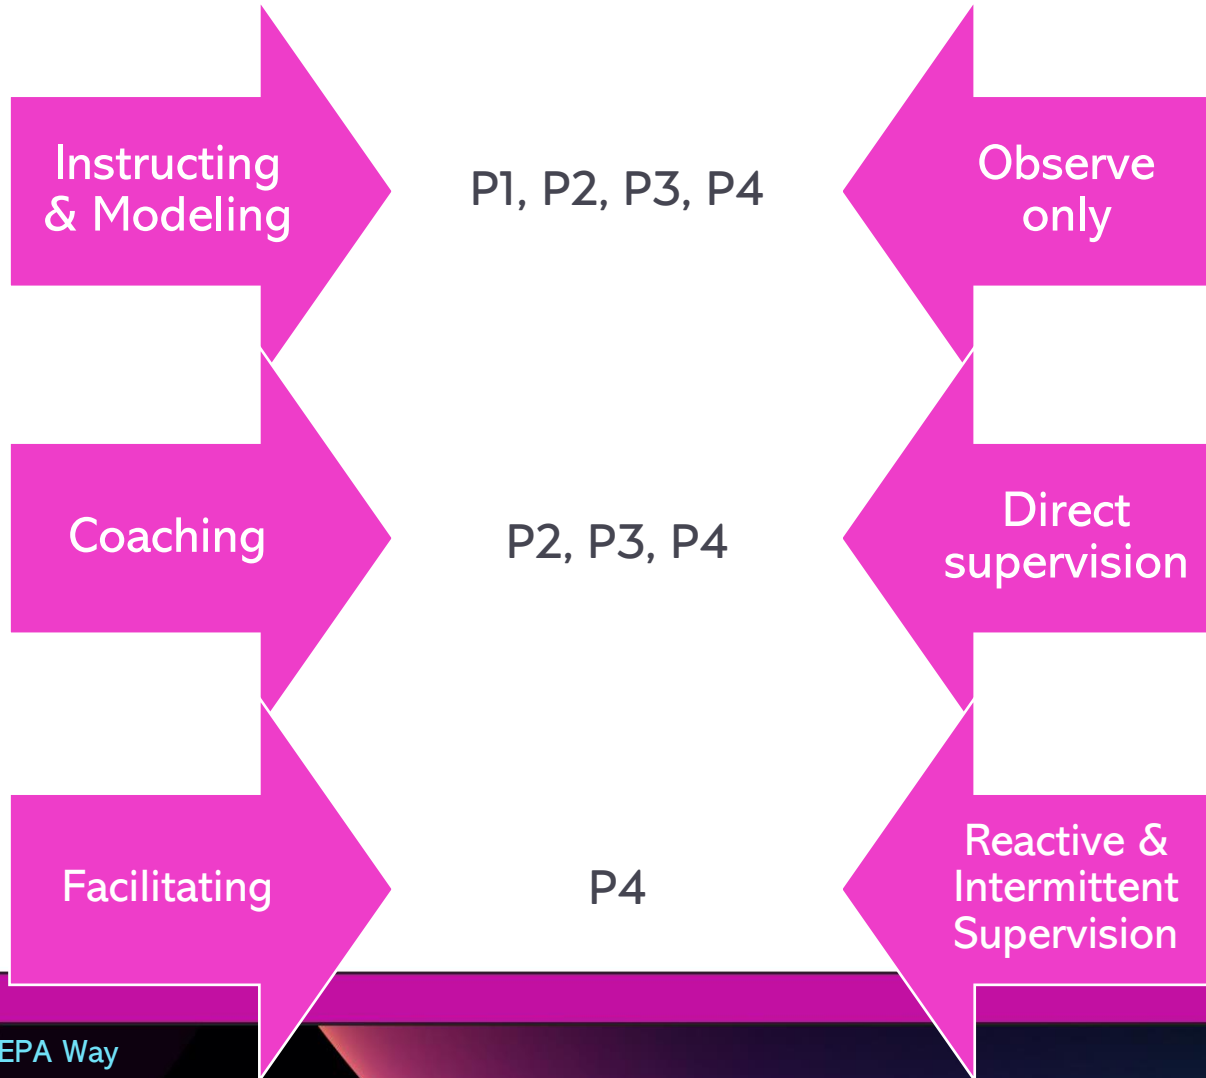 Instructing
& Modeling
P1, P2, P3, P4
Observe
only
Coaching
P2, P3, P4
Direct
supervision
Facilitating
P4
Reactive &
Intermittent
Supervision
EPA Way